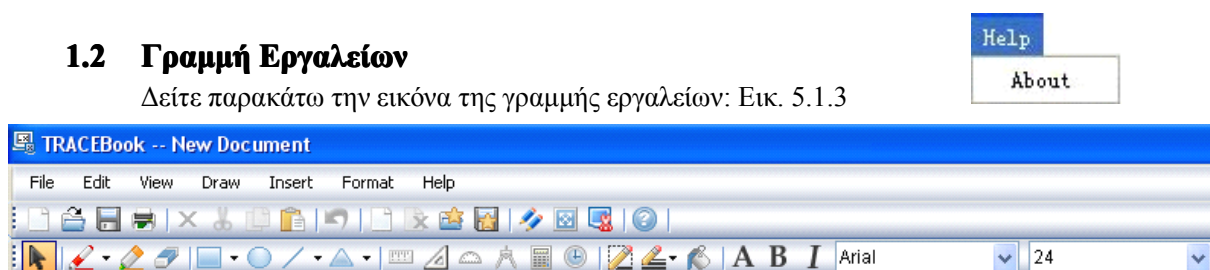 Help
About
1.2 Γραμμή Εργαλείων
Δείτε παρακάτω την εικόνα της γραμμής εργαλείων: Εικ. 5.1.3
TRACEBook -- New Document
File Edit View Draw Insert Format Help
A B I Arial 24